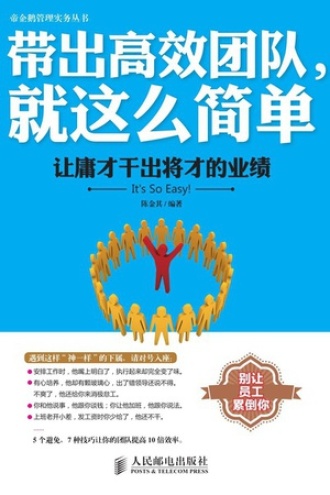 帝企鹅管理实务丛书
带出高效团队,
就这么简单
让庸才干出将才的业绩
It's So Easy!
陈金兵/编著
遇到这样“神一样”的下属,请对号入座。
安排工作时,他嘴上明白了,执行起来却完全变了味。
有心培养,他却有颗玻璃心,出了错领导还说不得。
不爽了,他还给你来消极怠工。
你和他说事,他跟你谈钱;你让他加班,他跟你说法。
上班老开小差,发工资时你少给了,他还不干。
别让
员工
累倒你
5个避免、7种技巧让你的团队提高10倍效率。
人民邮电出版社
POSTS & TELECOM PRESS